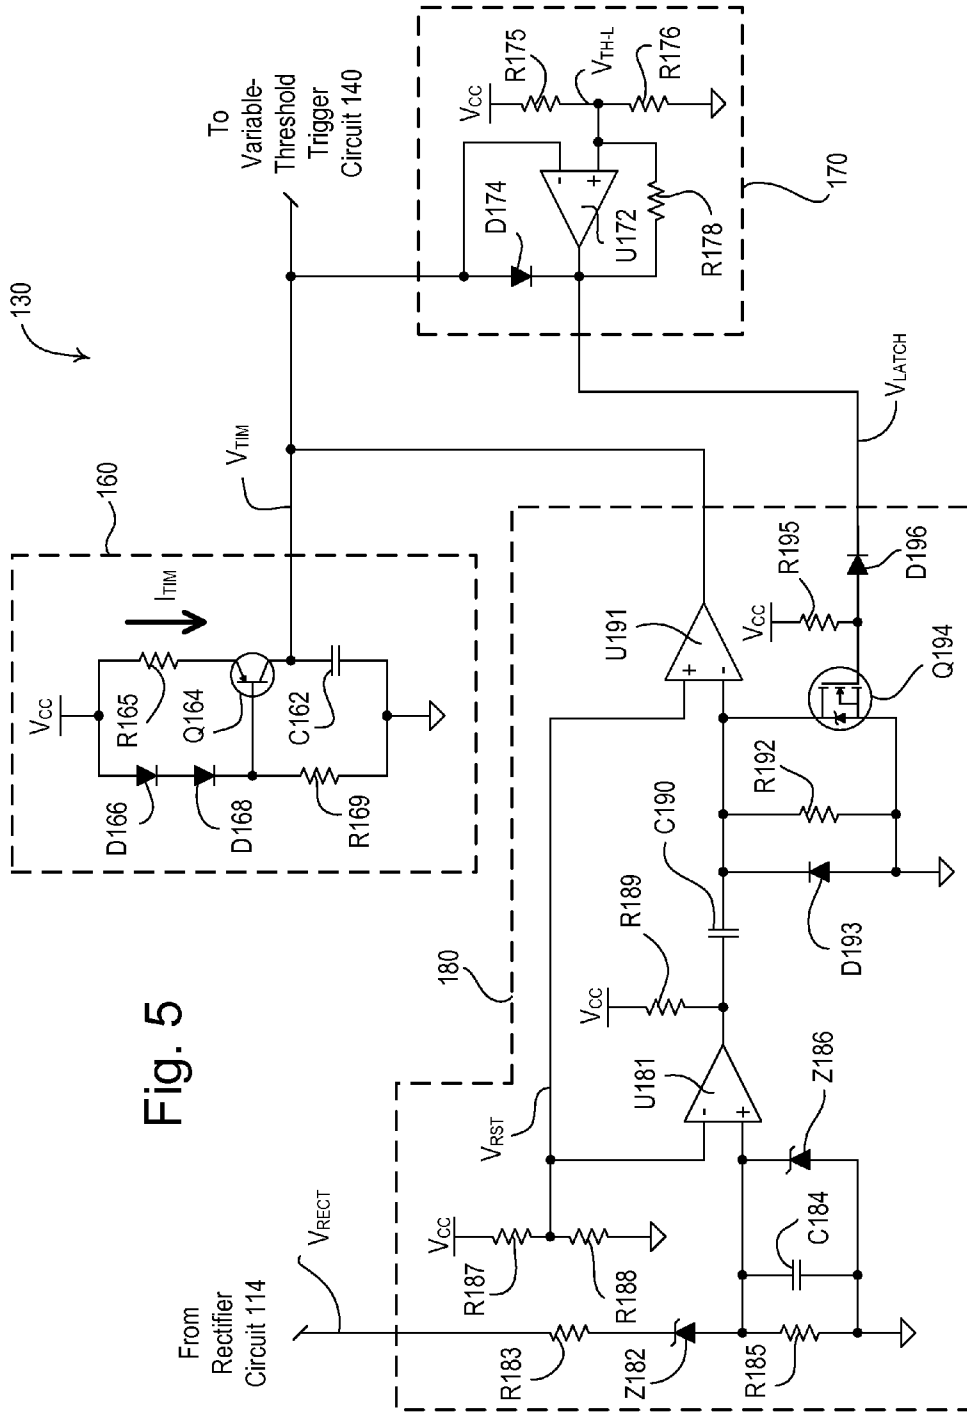 Fig. 5
130
To
Variable-
Threshold
Trigger
Circuit 140
160
VCC
ITIM
R165
D166
Q164
D168
C162
R169
VTIM
170
VCC
R175
VTH-L
R176
D174
U172
R178
VLATCH
180
From
Rectifier
Circuit 114
VRECT
VCC
R187
R188
VRST
R183
Z182
R185
C184
Z186
U181
VCC
R189
C190
D193
R192
U191
VCC
R195
D196
Q194